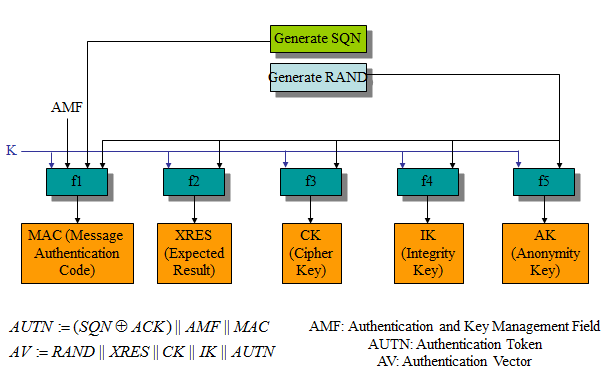 Generate SQN
Generate RAND
AMF
K
f1
f2
f3
f4
f5
MAC (Message
Authentication
Code)
XRES
(Expected
Result)
CK
(Cipher
Key)
IK
(Integrity
Key)
AK
(Anonymity
Key)
AUTN := (SQN ⊕ ACK) || AMF || MAC
AV := RAND || XRES || CK || IK || AUTN
AMF: Authentication and Key Management Field
AUTN: Authentication Token
AV: Authentication Vector